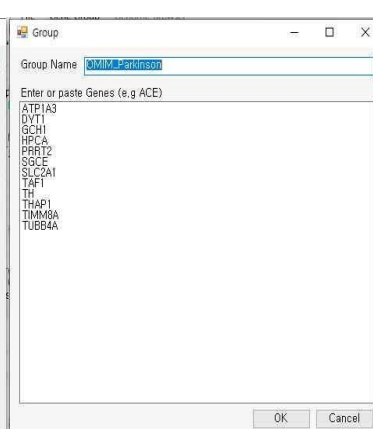 Group
Group Name OMIM_Parkinson
Enter or paste Genes (e,g ACE)
ATP1A3
DYT1
GCH1
HPCA
PRRT2
SGCE
SLC2A1
TAF1
TH
THAP1
TIMM8A
TUBB4A
OK Cancel